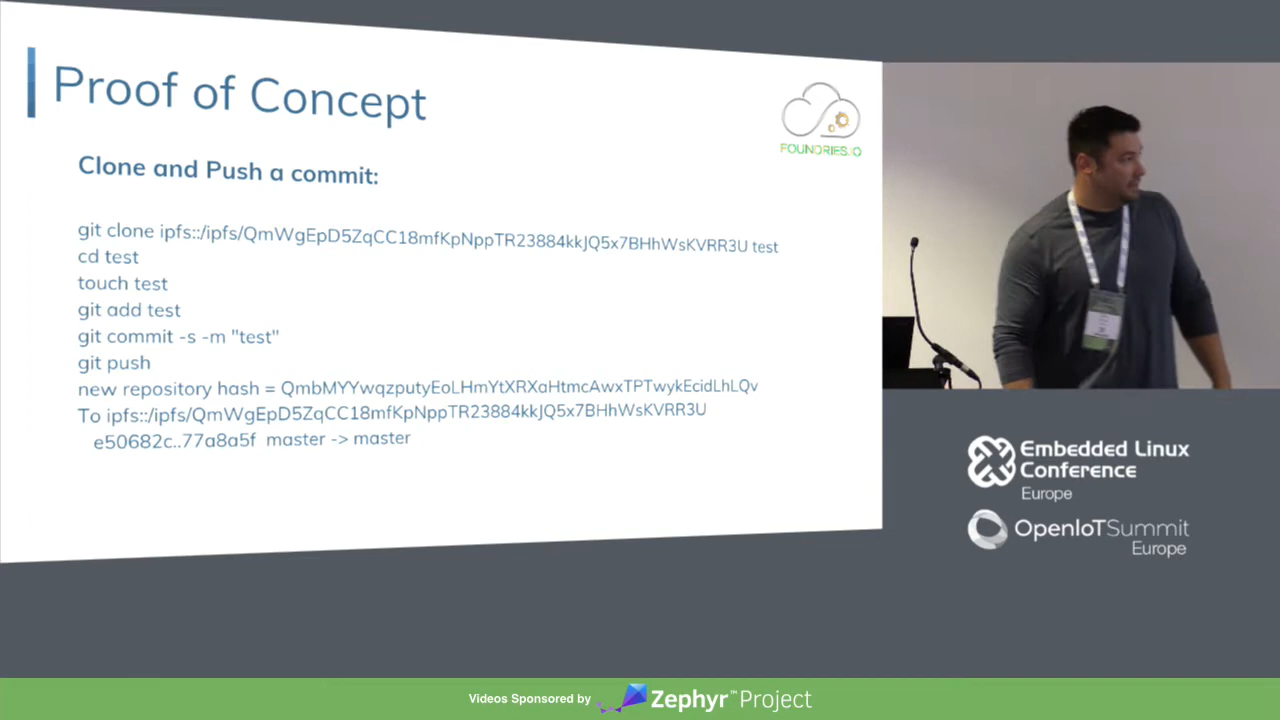 Proof of Concept
FOUNDRIES.IO
Clone and Push a commit:
git clone ipfs::/ipfs/QmWgEpD5ZqCC18mfKpNppTR23884kkJQ5x7BHhWsKVRR3U test
cd test
touch test
git add test
git commit -s -m "test"
git push
new repository hash = QmbMYYwqzputyEoLHmYtXRXaHtmcAwxTPTwykEcidLhLQv
To ipfs::/ipfs/QmWgEpD5ZqCC18mfKpNppTR23884kkJQ5x7BHhWsKVRR3U
e50682c..77a8a5f master -> master
Embedded Linux
Conference
Europe
OpenIoTSummit
Europe
Videos Sponsored by Zephyr™Project